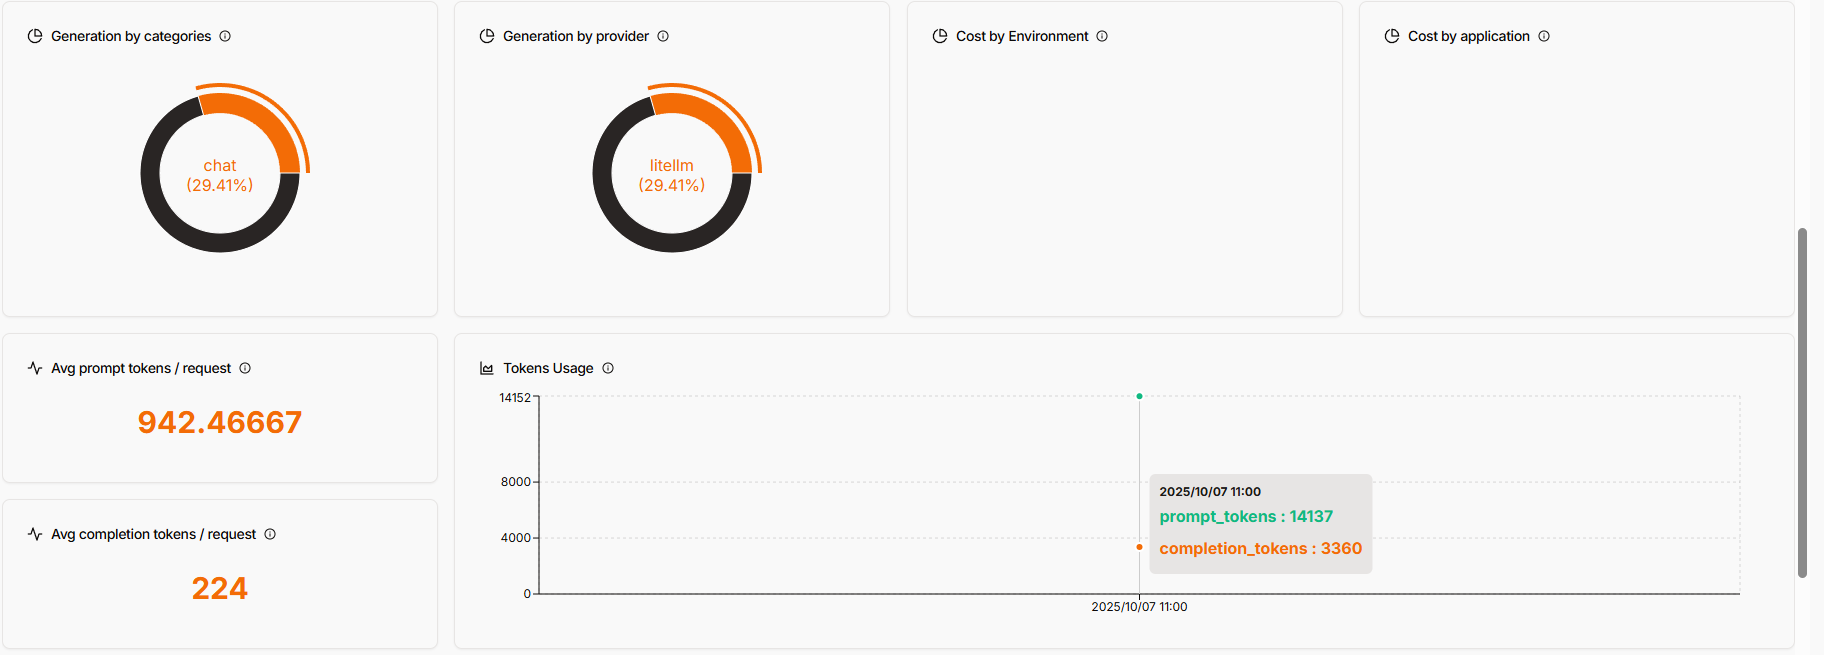 Generation by categories
Generation by provider
Cost by Environment
Cost by application
chat
(29.41%)
litellm
(29.41%)
Avg prompt tokens / request
942.46667
Avg completion tokens / request
224
Tokens Usage
14152
8000
4000
0
2025/10/07 11:00
prompt_tokens : 14137
completion_tokens : 3360
2025/10/07 11:00